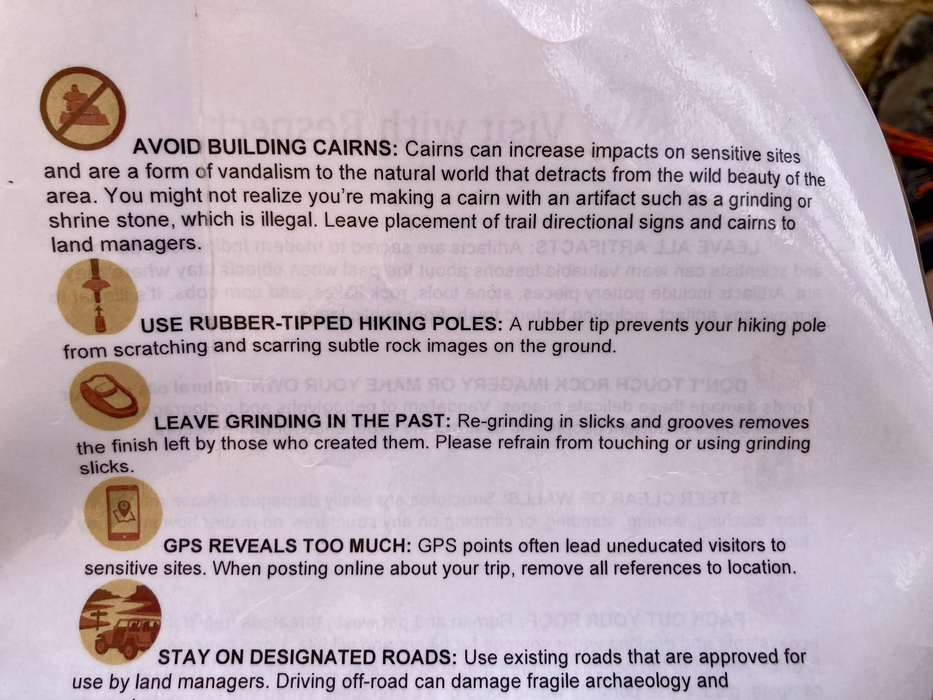 AVOID BUILDING CAIRNS: Cairns can increase impacts on sensitive sites
and are a form of vandalism to the natural world that detracts from the wild beauty of the
area. You might not realize you're making a cairn with an artifact such as a grinding or
shrine stone, which is illegal. Leave placement of trail directional signs and cairns to
land managers.
USE RUBBER-TIPPED HIKING POLES: A rubber tip prevents your hiking pole
from scratching and scarring subtle rock images on the ground.
LEAVE GRINDING IN THE PAST: Re-grinding in slicks and grooves removes
the finish left by those who created them. Please refrain from touching or using grinding
slicks.
GPS REVEALS TOO MUCH: GPS points often lead uneducated visitors to
sensitive sites. When posting online about your trip, remove all references to location.
STAY ON DESIGNATED ROADS: Use existing roads that are approved for
use by land managers. Driving off-road can damage fragile archaeology and